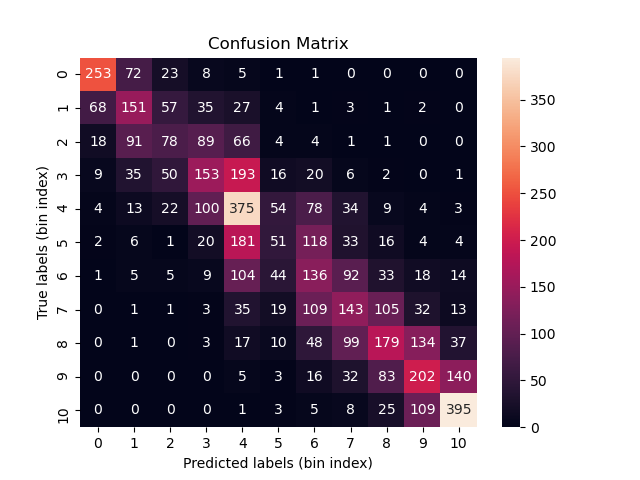 Confusion Matrix
0 253 72 23 8 5 1 1 0 0 0 0
1 68 151 57 35 27 4 1 3 1 2 0
2 18 91 78 89 66 4 4 1 1 0 0
3 9 35 50 153 193 16 20 6 2 0 1
4 4 13 22 100 375 54 78 34 9 4 3
5 2 6 1 20 181 51 118 33 16 4 4
6 1 5 5 9 104 44 136 92 33 18 14
7 0 1 1 3 35 19 109 143 105 32 13
8 0 1 0 3 17 10 48 99 179 134 37
9 0 0 0 0 5 3 16 32 83 202 140
10 0 0 0 0 1 3 5 8 25 109 395
0 1 2 3 4 5 6 7 8 9 10
Predicted labels (bin index)
True labels (bin index)
350
300
250
200
150
100
50
0